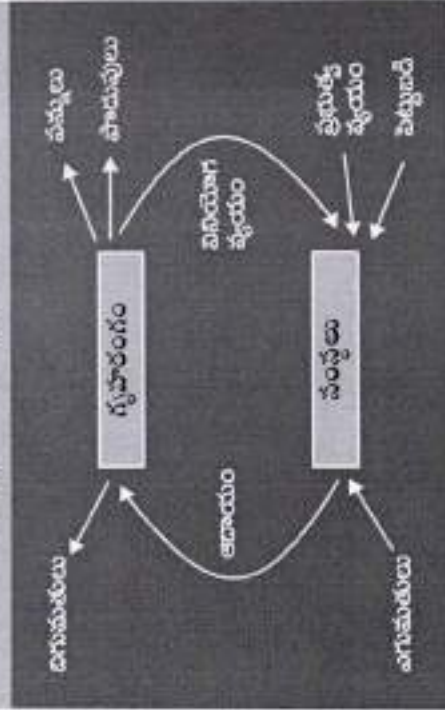 పన్నులు
పొదుపులు
దిగుమతులు
గృహరంగం
వినియోగ
వ్యయం
ఆదాయం
ప్రభుత్వ
వ్యయం
పెట్టుబడి
సంస్థలు
ఎగుమతులు